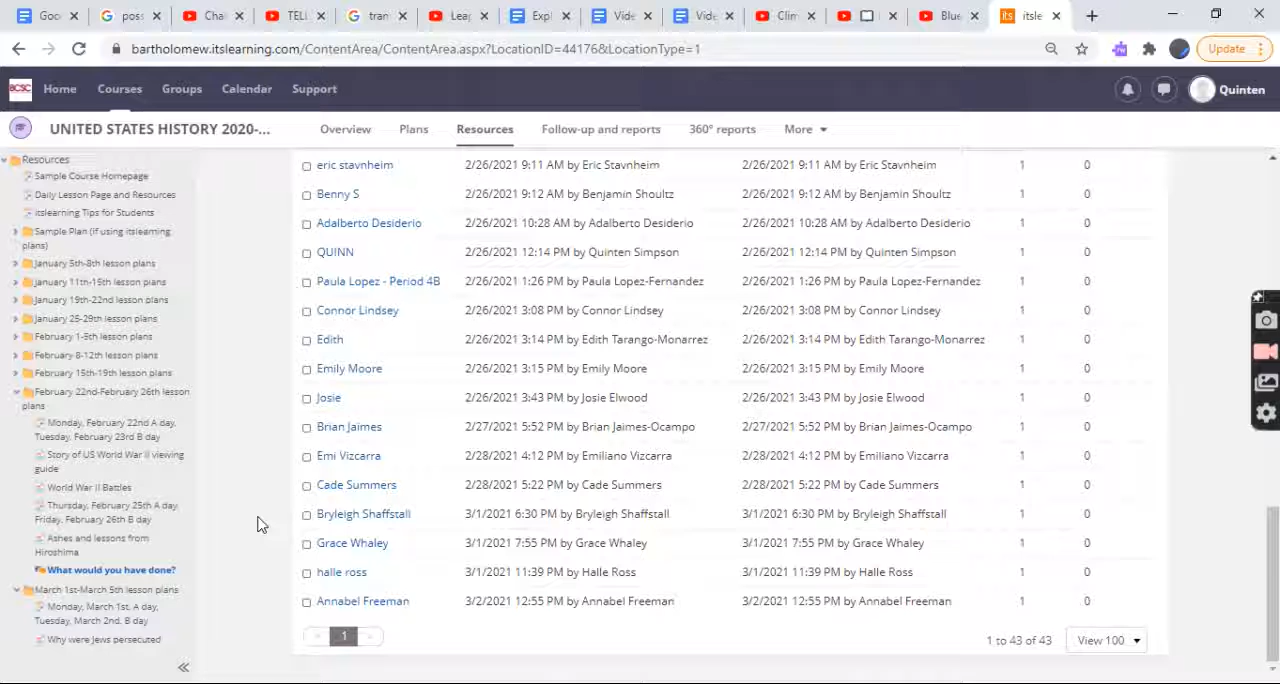 Goo
poss
Cha
TELI
tran
Lea
Expl
Vide
Vide
Clim
Blue
its itsle
bartholomew.itslearning.com/ContentArea/ContentArea.aspx?LocationID=44176&LocationType=1
Update
BCSC Home Courses Groups Calendar Support Quinten
UNITED STATES HISTORY 2020-... Overview Plans Resources Follow-up and reports 360° reports More
Resources
Sample Course Homepage
Daily Lesson Page and Resources
itslearning Tips for Students
Sample Plan (if using itslearning
plans)
January 5th-8th lesson plans
January 11th-15th lesson plans
January 19th-22nd lesson plans
January 25-29th lesson plans
February 1-5th lesson plans
February 8-12th lesson plans
February 15th-19th lesson plans
February 22nd-February 26th lesson
plans
Monday, February 22nd A day,
Tuesday, February 23rd B day
Story of US World War II viewing
guide
World War II Battles
Thursday, February 25th A day
Friday, February 26th B day
Ashes and lessons from
Hiroshima
What would you have done?
March 1st-March 5th lesson plans
Monday, March 1st, A day,
Tuesday, March 2nd, B day
Why were Jews persecuted
eric stavnheim 2/26/2021 9:11 AM by Eric Stavnheim 2/26/2021 9:11 AM by Eric Stavnheim 1 0
Benny S 2/26/2021 9:12 AM by Benjamin Shoultz 2/26/2021 9:12 AM by Benjamin Shoultz 1 0
Adalberto Desiderio 2/26/2021 10:28 AM by Adalberto Desiderio 2/26/2021 10:28 AM by Adalberto Desiderio 1 0
QUINN 2/26/2021 12:14 PM by Quinten Simpson 2/26/2021 12:14 PM by Quinten Simpson 1 0
Paula Lopez - Period 4B 2/26/2021 1:26 PM by Paula Lopez-Fernandez 2/26/2021 1:26 PM by Paula Lopez-Fernandez 1 0
Connor Lindsey 2/26/2021 3:08 PM by Connor Lindsey 2/26/2021 3:08 PM by Connor Lindsey 1 0
Edith 2/26/2021 3:14 PM by Edith Tarango-Monarrez 2/26/2021 3:14 PM by Edith Tarango-Monarrez 1 0
Emily Moore 2/26/2021 3:15 PM by Emily Moore 2/26/2021 3:15 PM by Emily Moore 1 0
Josie 2/26/2021 3:43 PM by Josie Elwood 2/26/2021 3:43 PM by Josie Elwood 1 0
Brian Jaimes 2/27/2021 5:52 PM by Brian Jaimes-Ocampo 2/27/2021 5:52 PM by Brian Jaimes-Ocampo 1 0
Emi Vizcarra 2/28/2021 4:12 PM by Emiliano Vizcarra 2/28/2021 4:12 PM by Emiliano Vizcarra 1 0
Cade Summers 2/28/2021 5:22 PM by Cade Summers 2/28/2021 5:22 PM by Cade Summers 1 0
Bryleigh Shaffstall 3/1/2021 6:30 PM by Bryleigh Shaffstall 3/1/2021 6:30 PM by Bryleigh Shaffstall 1 0
Grace Whaley 3/1/2021 7:55 PM by Grace Whaley 3/1/2021 7:55 PM by Grace Whaley 1 0
halle ross 3/1/2021 11:39 PM by Halle Ross 3/1/2021 11:39 PM by Halle Ross 1 0
Annabel Freeman 3/2/2021 12:55 PM by Annabel Freeman 3/2/2021 12:55 PM by Annabel Freeman 1 0
1
1 to 43 of 43 View 100